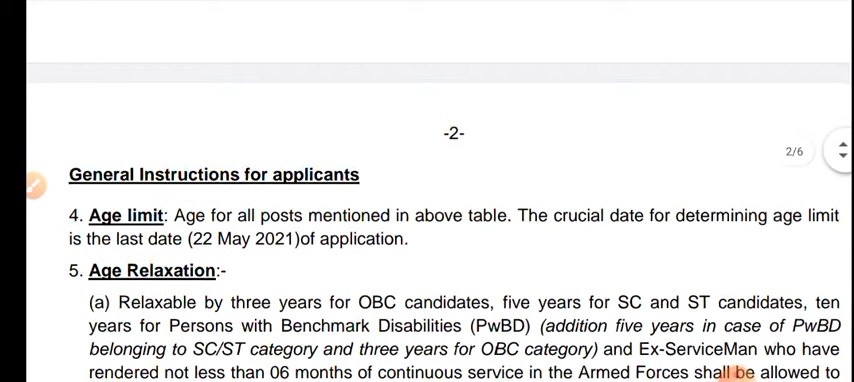 -2-
2/6
General Instructions for applicants
4. Age limit: Age for all posts mentioned in above table. The crucial date for determining age limit
is the last date (22 May 2021)of application.
5. Age Relaxation:-
(a) Relaxable by three years for OBC candidates, five years for SC and ST candidates, ten
years for Persons with Benchmark Disabilities (PwBD) (addition five years in case of PwBD
belonging to SC/ST category and three years for OBC category) and Ex-ServiceMan who have
rendered not less than 06 months of continuous service in the Armed Forces shall be allowed to